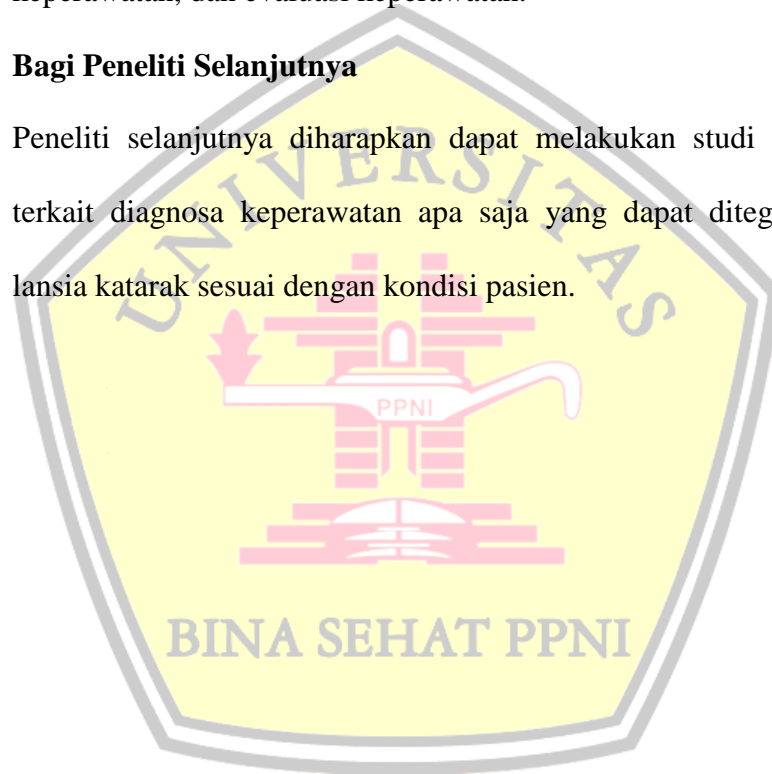 keperawatan, dan evaluasi keperawatan.
Bagi Peneliti Selanjutnya
Peneliti selanjutnya diharapkan dapat melakukan studi
terkait diagnosa keperawatan apa saja yang dapat diteg
lansia katarak sesuai dengan kondisi pasien.
UNIVERSITAS
PPNI
BINA SEHAT PPNI